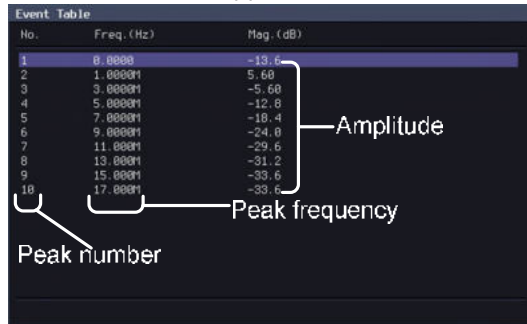 Event Table
No. Freq.(Hz) Mag.(dB)
1 0.0000 -13.6
2 1.0000M 5.60
3 3.0000M -5.60
4 5.0000M -12.8
5 7.0000M -18.4
6 9.0000M -24.0
7 11.000M -29.6
8 13.000M -31.2
9 15.000M -33.6
10 17.000M -33.6
Amplitude
Peak frequency
Peak number